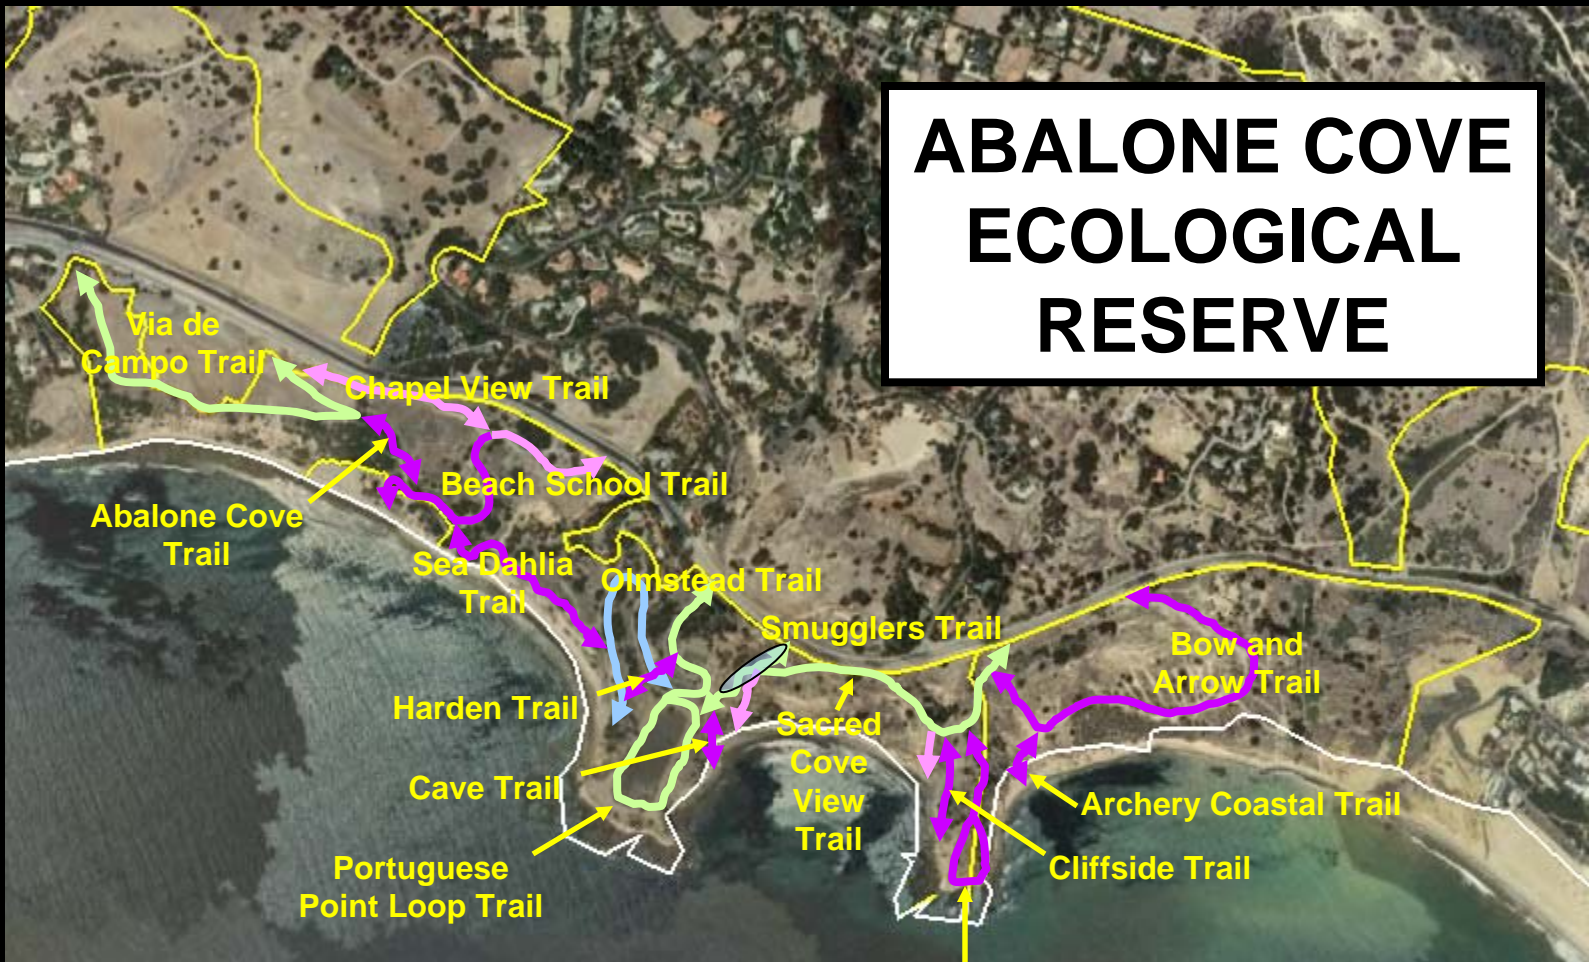 ABALONE COVE
ECOLOGICAL
RESERVE
Via de
Campo Trail
Chapel View Trail
Beach School Trail
Abalone Cove
Trail
Sea Dahlia
Trail
Olmstead Trail
Smugglers Trail
Bow and
Arrow Trail
Harden Trail
Sacred
Cove
View
Trail
Cave Trail
Archery Coastal Trail
Portuguese
Point Loop Trail
Cliffside Trail